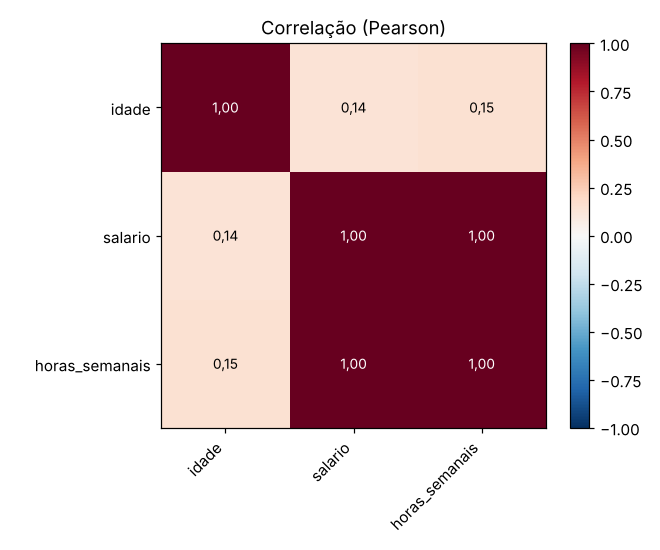 Correlação (Pearson)
idade
1,00
0,14
0,15
salario
0,14
1,00
1,00
horas_semanais
0,15
1,00
1,00
idade
salario
horas_semanais
1.00
0.75
0.50
0.25
0.00
−0.25
−0.50
−0.75
−1.00